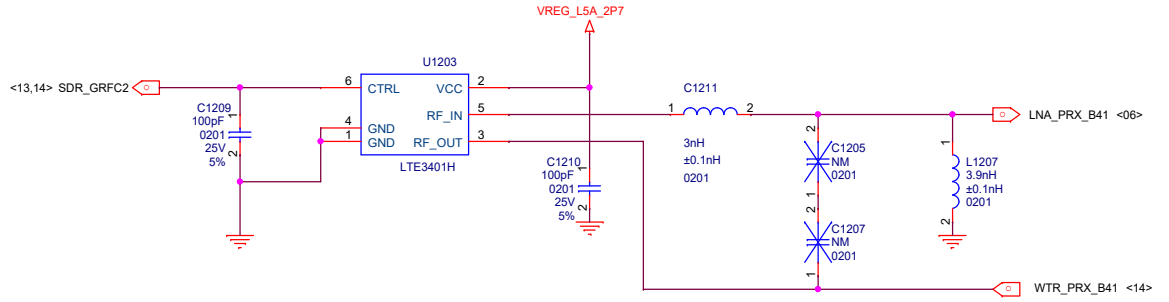 VREG_L5A_2P7
U1203
<13,14> SDR_GRFC2
6 CTRL VCC 2
RF_IN 5
4 GND
1 GND RF_OUT 3
LTE3401H
C1209
100pF
0201
25V
5%
1
2
C1210
100pF
0201
25V
5%
1
2
C1211
1 2
3nH
±0.1nH
0201
LNA_PRX_B41 <06>
2
C1205
NM
0201
1
2
C1207
NM
0201
1
1
L1207
3.9nH
±0.1nH
0201
2
WTR_PRX_B41 <14>